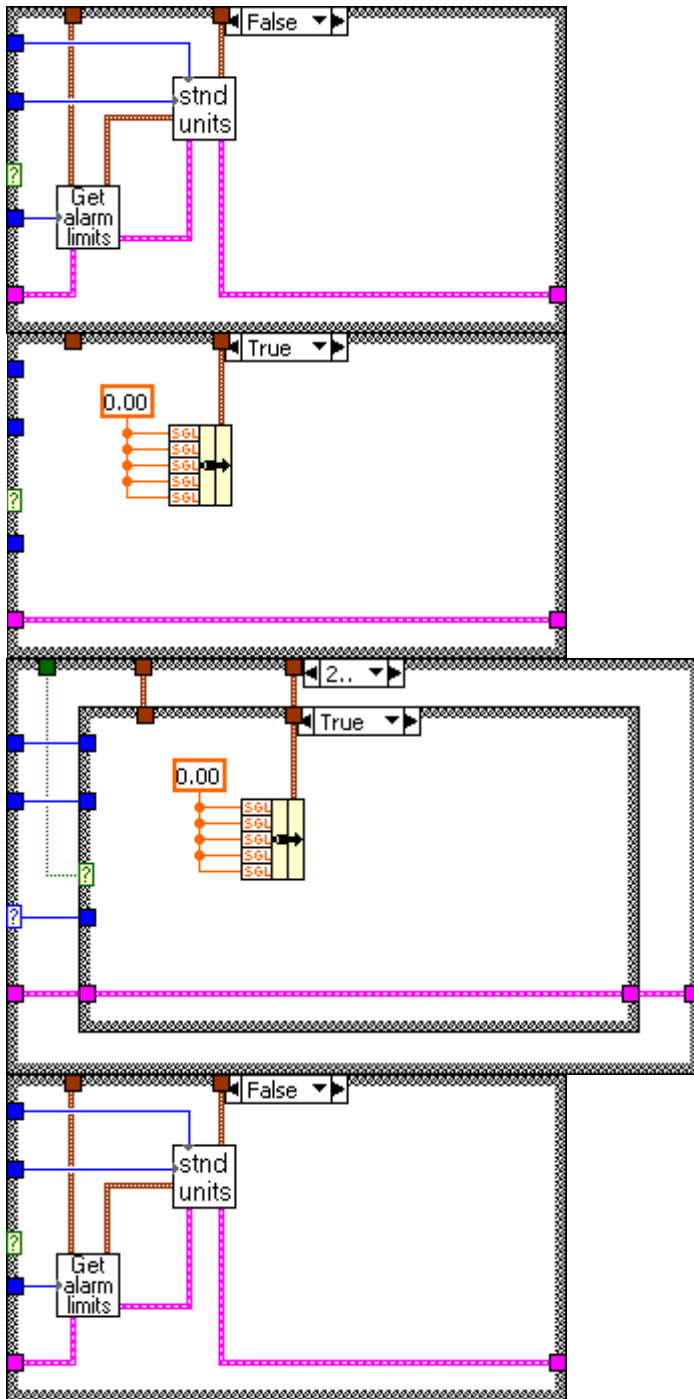 False
stnd
units
?
Get
alarm
limits
True
0.00
SGL
SGL
?
SGL
SGL
SGL
2..
True
0.00
SGL
SGL
SGL
SGL
?
SGL
?
False
stnd
units
?
Get
alarm
limits